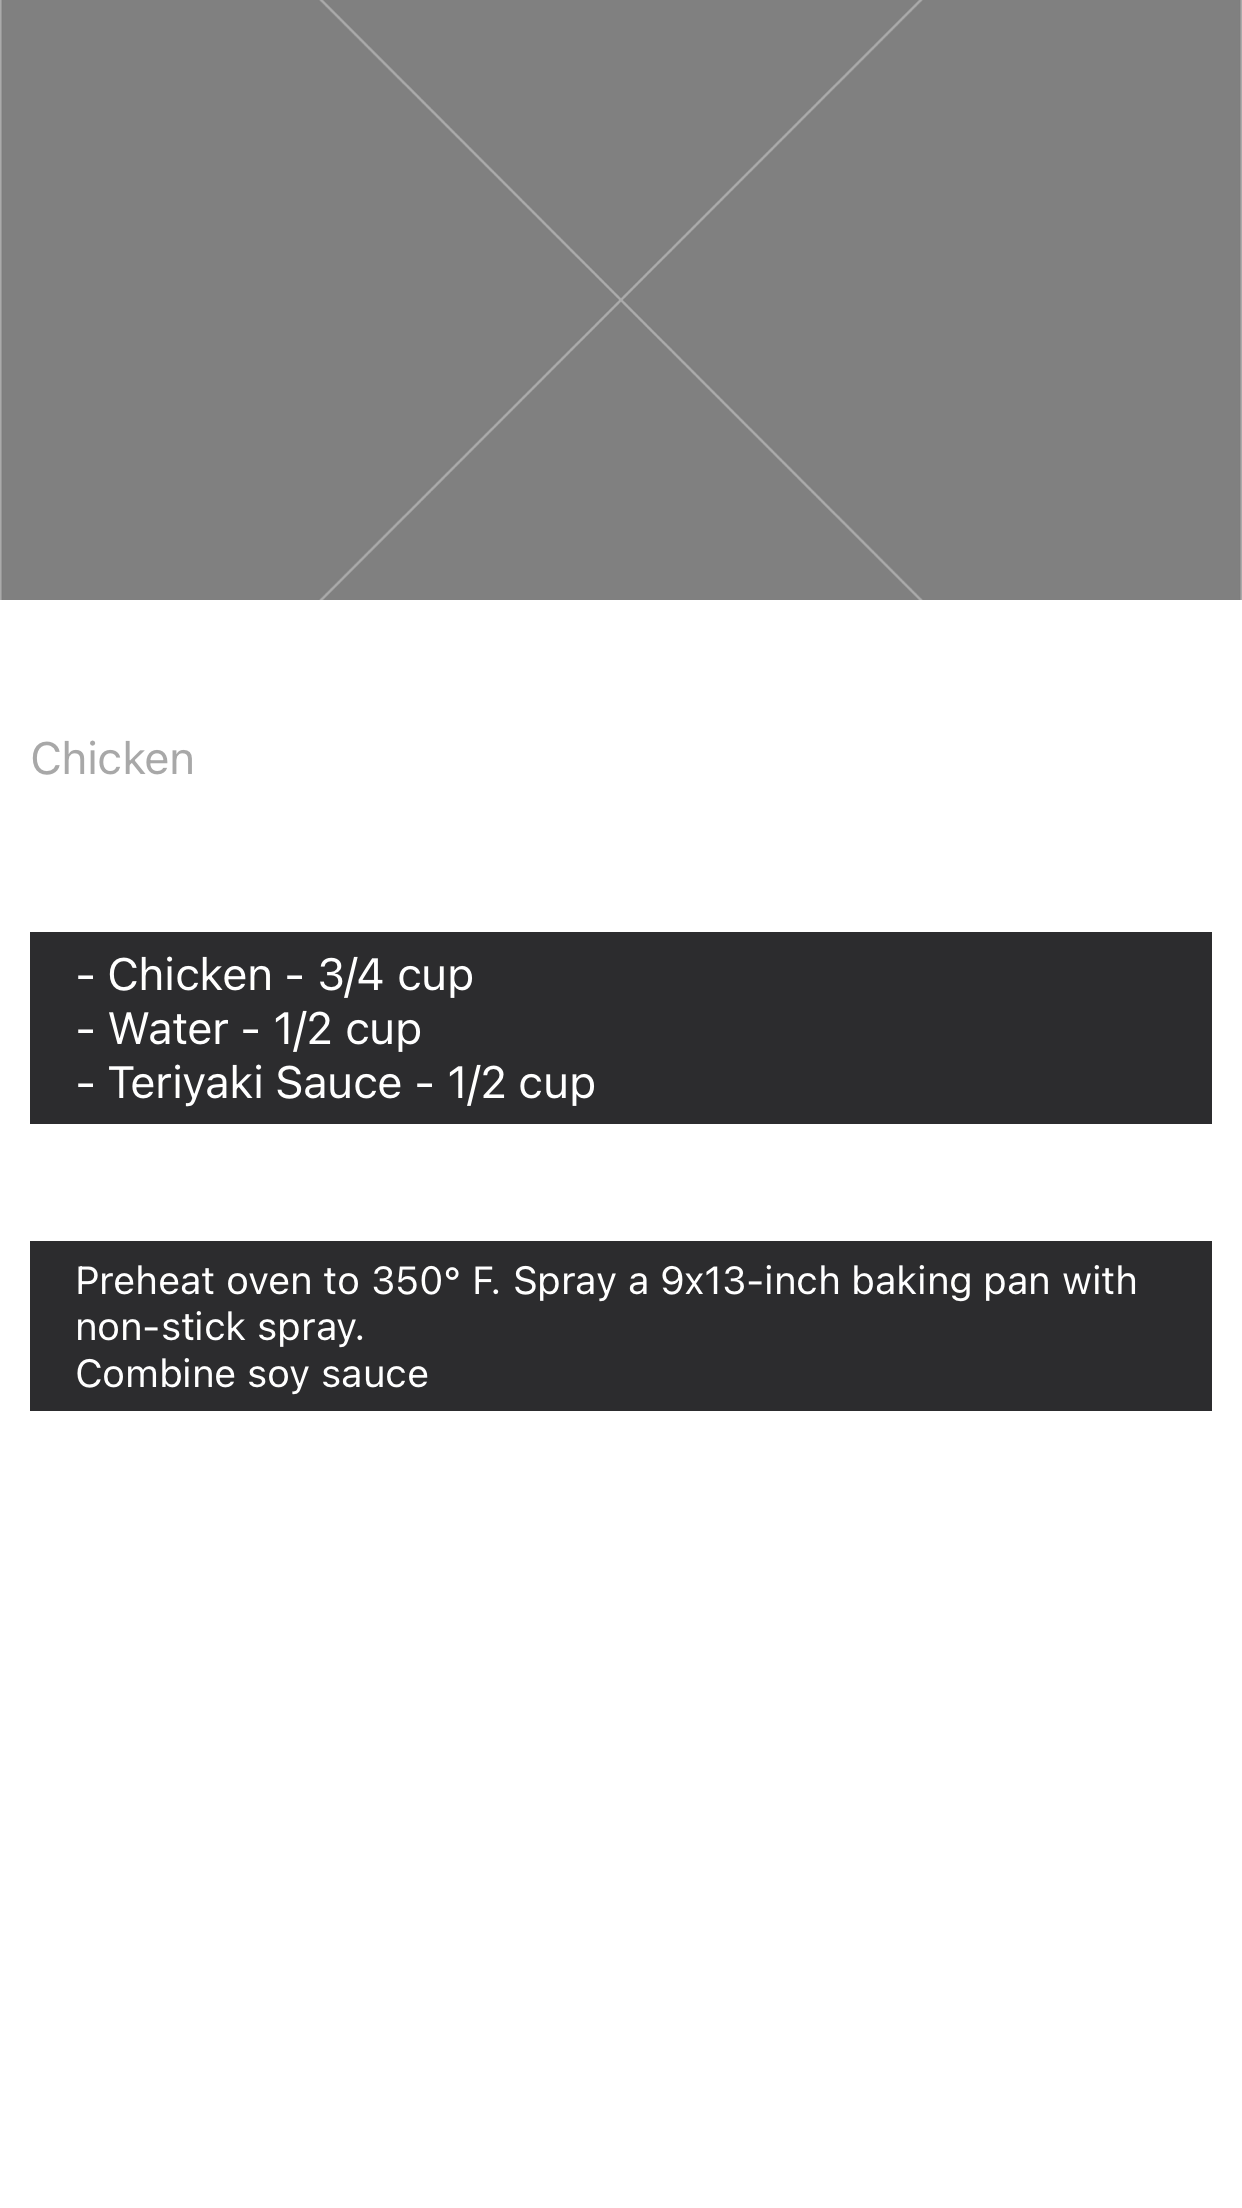 Chicken
- Chicken - 3/4 cup
- Water - 1/2 cup
- Teriyaki Sauce - 1/2 cup
Preheat oven to 350° F. Spray a 9x13-inch baking pan with
non-stick spray.
Combine soy sauce